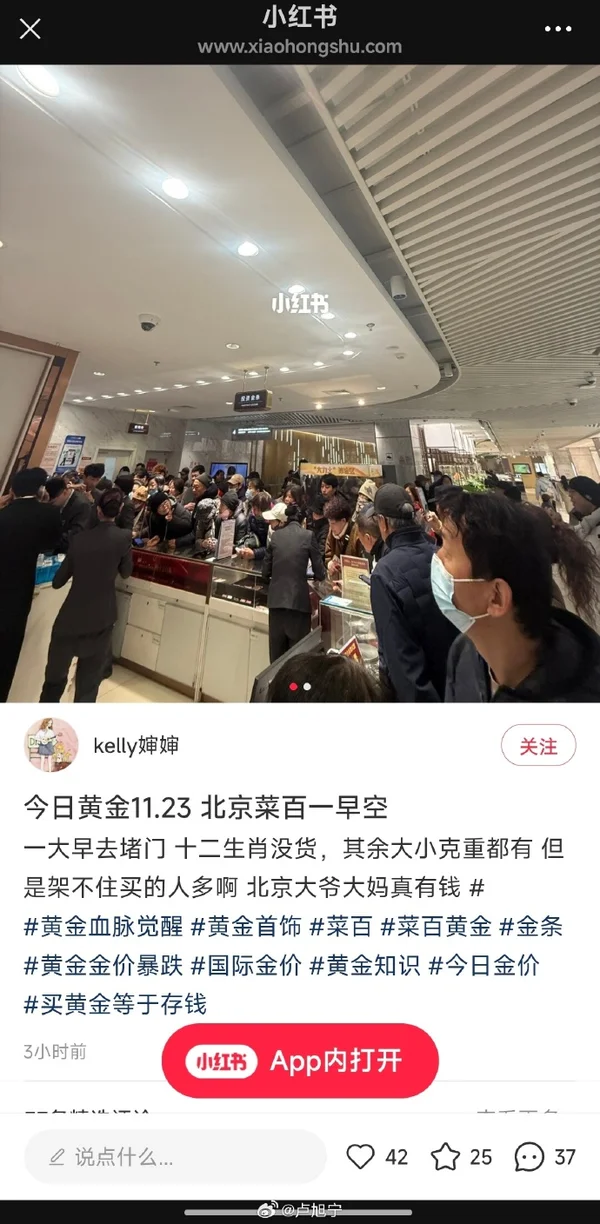 小红书
www.xiaohongshu.com
小红书
投资金条
kelly婶婶
关注
今日黄金11.23 北京菜百一早空
一大早去堵门 十二生肖没货，其余大小克重都有 但
是架不住买的人多啊 北京大爷大妈真有钱 #
#黄金血脉觉醒 #黄金首饰 #菜百 #菜百黄金 #金条
#黄金金价暴跌 #国际金价 #黄金知识 #今日金价
#买黄金等于存钱
3小时前
小红书 App内打开
说点什么...
42
25
37
@卢旭宁